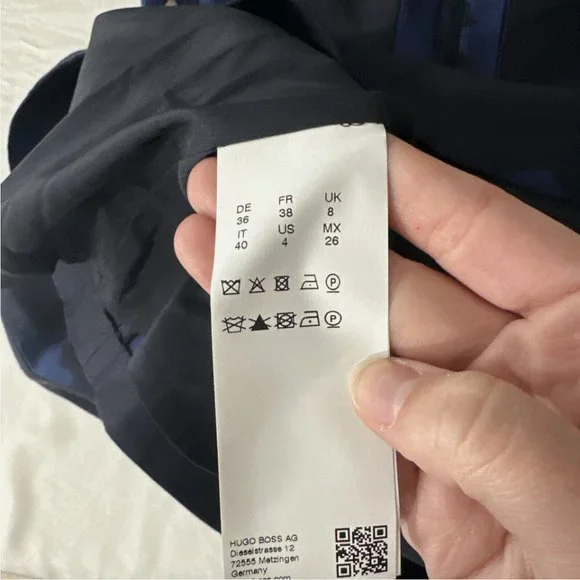 DE FR UK
36 38 8
IT US MX
40 4 26
P
P
HUGO BOSS AG
Dieselstrasse 12
72555 Metzingen
Germany